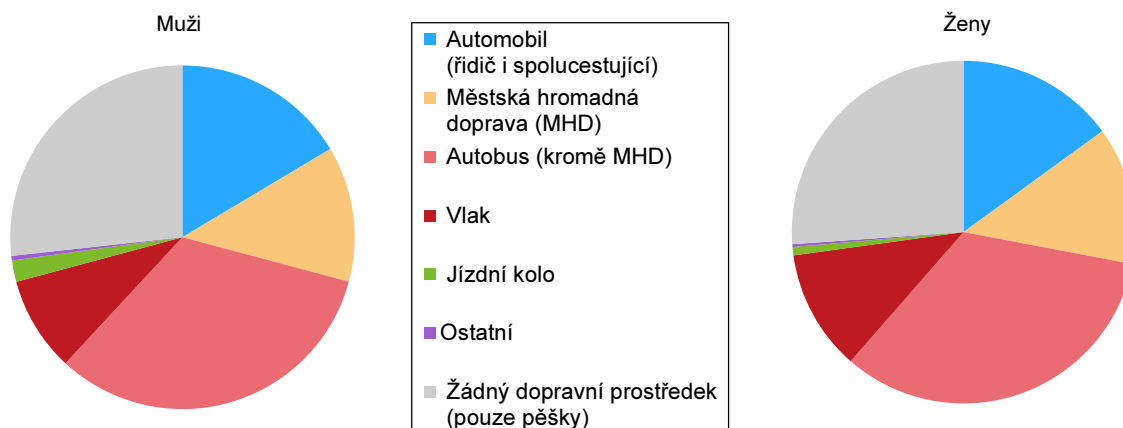 Muži
Automobil
(řidič i spolucestující)
Městská hromadná
doprava (MHD)
Autobus (kromě MHD)
Vlak
Jízdní kolo
Ostatní
Žádný dopravní prostředek
(pouze pěšky)
Ženy